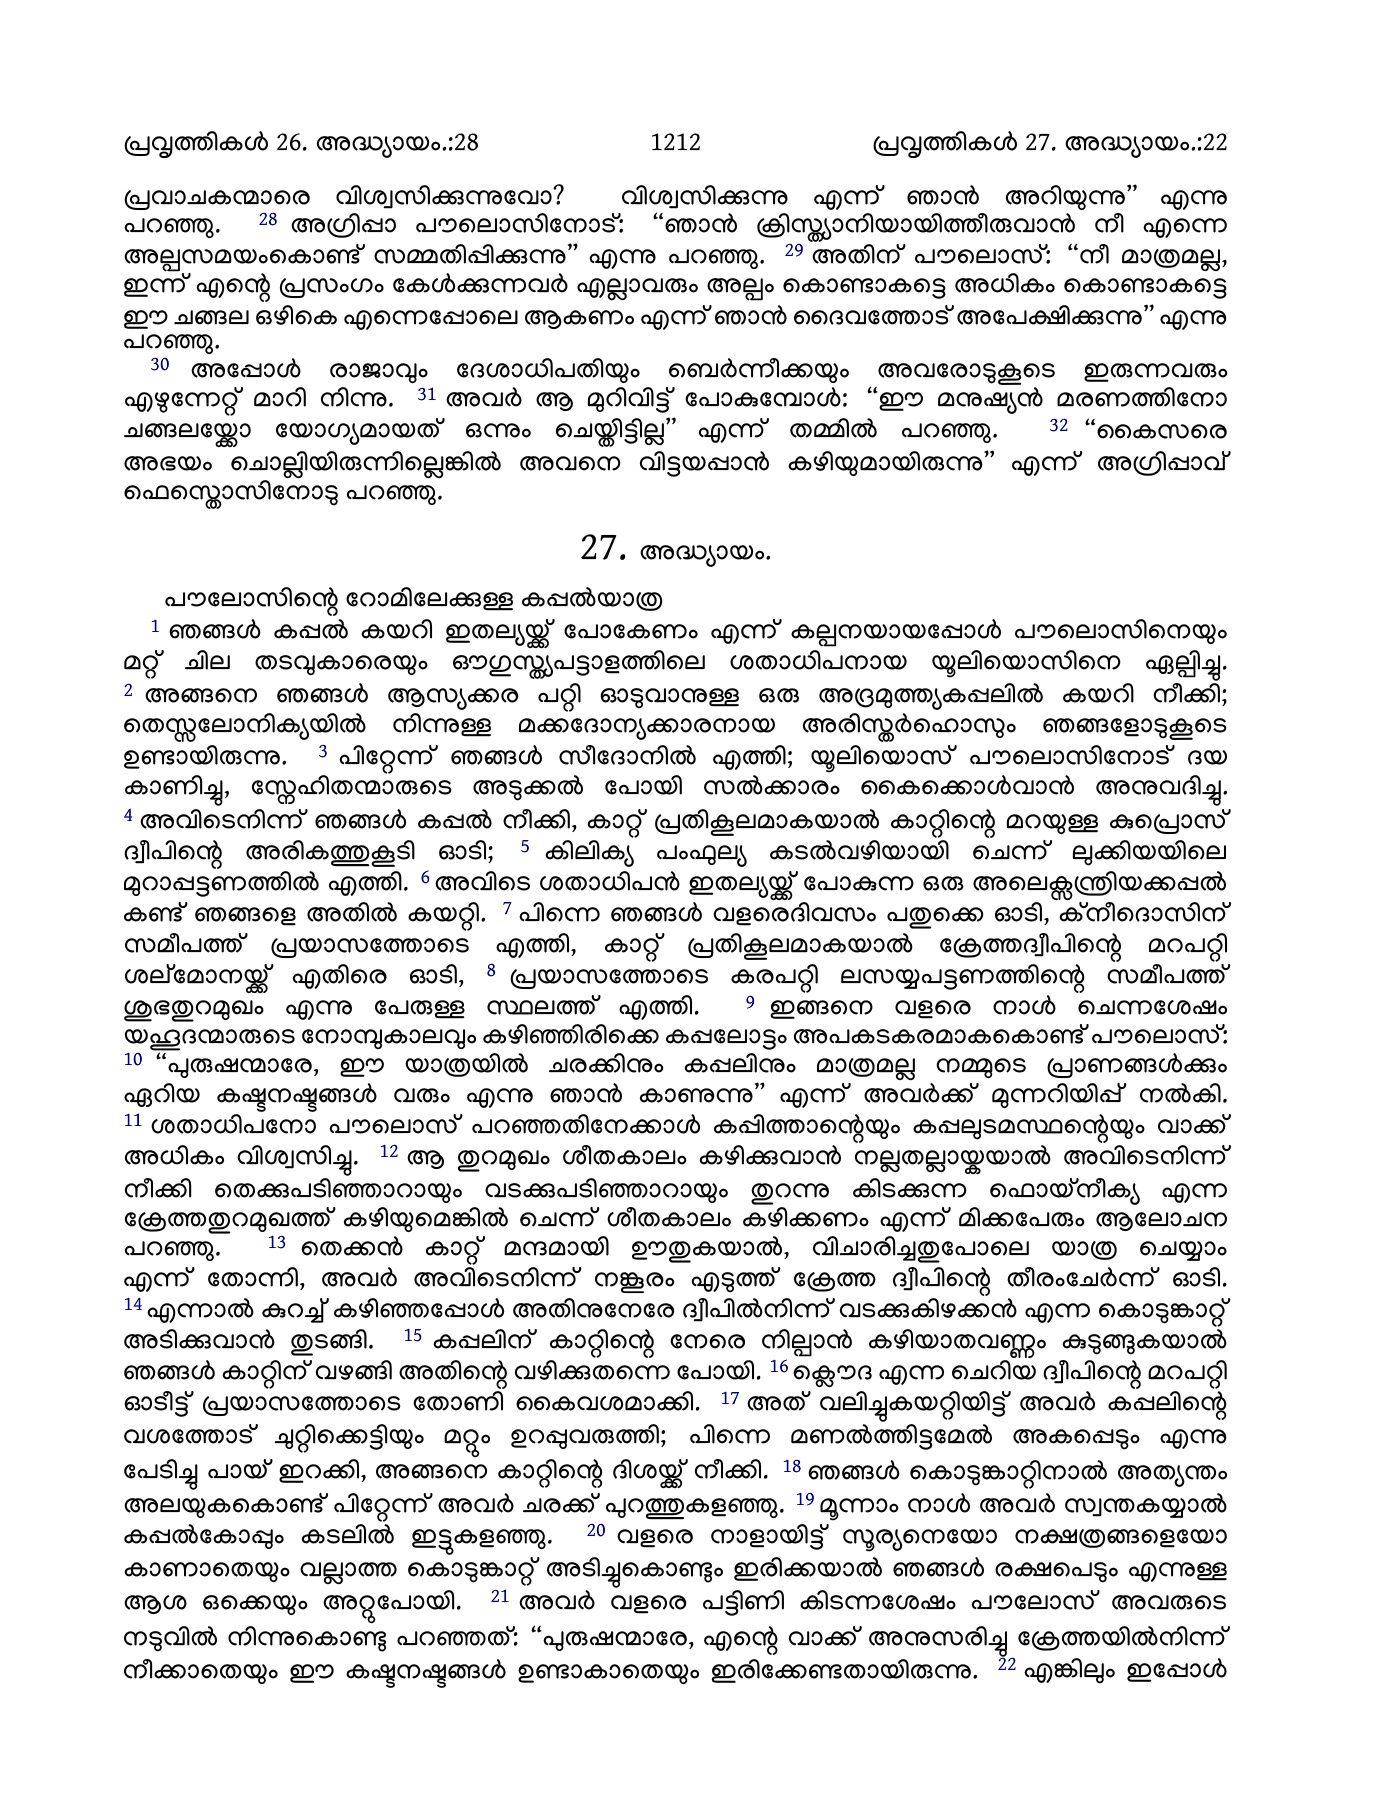 പ്രവൃത്തികൾ 26. അദ്ധ്യായം.:28 1212 പ്രവൃത്തികൾ 27. അദ്ധ്യായം.:22
പ്രവാചകന്മാരെ വിശ്വസിക്കുന്നുവോ? വിശ്വസിക്കുന്നു എന്ന് ഞാൻ അറിയുന്നു” എന്നു
പറഞ്ഞു. 28 അഗ്രിപ്പാ പൗലൊസിനോട്: “ഞാൻ ക്രിസ്ത്യാനിയായിത്തീരുവാൻ നീ എന്നെ
അല്പസമയംകൊണ്ട് സമ്മതിപ്പിക്കുന്നു” എന്നു പറഞ്ഞു. 29 അതിന് പൗലൊസ്: “നീ മാത്രമല്ല,
ഇന്ന് എന്റെ പ്രസംഗം കേൾക്കുന്നവർ എല്ലാവരും അല്പം കൊണ്ടാകട്ടെ അധികം കൊണ്ടാകട്ടെ
ഈ ചങ്ങല ഒഴികെ എന്നെപ്പോലെ ആകണം എന്ന് ഞാൻ ദൈവത്തോട് അപേക്ഷിക്കുന്നു” എന്നു
പറഞ്ഞു.
30 അപ്പോൾ രാജാവും ദേശാധിപതിയും ബെർന്നീക്കയും അവരോടുകൂടെ ഇരുന്നവരും
എഴുന്നേറ്റ് മാറി നിന്നു. 31 അവർ ആ മുറിവിട്ട് പോകുമ്പോൾ: “ഈ മനുഷ്യൻ മരണത്തിനോ
ചങ്ങലയ്ക്കോ യോഗ്യമായത് ഒന്നും ചെയ്തിട്ടില്ല” എന്ന് തമ്മിൽ പറഞ്ഞു. 32 “കൈസരെ
അഭയം ചൊല്ലിയിരുന്നില്ലെങ്കിൽ അവനെ വിട്ടയപ്പാൻ കഴിയുമായിരുന്നു” എന്ന് അഗ്രിപ്പാവ്
ഫെസ്തൊസിനോടു പറഞ്ഞു.
27. അദ്ധ്യായം.
പൗലോസിന്റെ റോമിലേക്കുള്ള കപ്പൽയാത്ര
1 ഞങ്ങൾ കപ്പൽ കയറി ഇതല്യയ്ക്ക് പോകേണം എന്ന് കല്പനയായപ്പോൾ പൗലൊസിനെയും
മറ്റ് ചില തടവുകാരെയും ഔഗുസ്ത്യപട്ടാളത്തിലെ ശതാധിപനായ യൂലിയൊസിനെ ഏല്പിച്ചു.
2 അങ്ങനെ ഞങ്ങൾ ആസ്യക്കര പറ്റി ഓടുവാനുള്ള ഒരു അദ്രമുത്ത്യകപ്പലിൽ കയറി നീക്കി;
തെസ്സലോനിക്യയിൽ നിന്നുള്ള മക്കദോന്യക്കാരനായ അരിസ്തർഹൊസും ഞങ്ങളോടുകൂടെ
ഉണ്ടായിരുന്നു. 3 പിറ്റേന്ന് ഞങ്ങൾ സീദോനിൽ എത്തി; യൂലിയൊസ് പൗലൊസിനോട് ദയ
കാണിച്ചു, സ്നേഹിതന്മാരുടെ അടുക്കൽ പോയി സൽക്കാരം കൈക്കൊൾവാൻ അനുവദിച്ചു.
4 അവിടെനിന്ന് ഞങ്ങൾ കപ്പൽ നീക്കി, കാറ്റ് പ്രതികൂലമാകയാൽ കാറ്റിന്റെ മറയുള്ള കുപ്രൊസ്
ദ്വീപിന്റെ അരികത്തുകൂടി ഓടി; 5 കിലിക്യ പംഫുല്യ കടൽവഴിയായി ചെന്ന് ലുക്കിയയിലെ
മുറാപ്പട്ടണത്തിൽ എത്തി. 6 അവിടെ ശതാധിപൻ ഇതല്യയ്ക്ക് പോകുന്ന ഒരു അലെക്സന്ത്രിയക്കപ്പൽ
കണ്ട് ഞങ്ങളെ അതിൽ കയറ്റി. 7 പിന്നെ ഞങ്ങൾ വളരെദിവസം പതുക്കെ ഓടി, ക്നീദൊസിന്
സമീപത്ത് പ്രയാസത്തോടെ എത്തി, കാറ്റ് പ്രതികൂലമാകയാൽ ക്രേത്തദ്വീപിന്റെ മറപറ്റി
ശല്മോനയ്ക്ക് എതിരെ ഓടി, 8 പ്രയാസത്തോടെ കരപറ്റി ലസയ്യപട്ടണത്തിന്റെ സമീപത്ത്
ശുഭതുറമുഖം എന്നു പേരുള്ള സ്ഥലത്ത് എത്തി. 9 ഇങ്ങനെ വളരെ നാൾ ചെന്നശേഷം
യഹൂദന്മാരുടെ നോമ്പുകാലവും കഴിഞ്ഞിരിക്കെ കപ്പലോട്ടം അപകടകരമാകകൊണ്ട് പൗലൊസ്:
10 “പുരുഷന്മാരേ, ഈ യാത്രയിൽ ചരക്കിനും കപ്പലിനും മാത്രമല്ല നമ്മുടെ പ്രാണങ്ങൾക്കും
ഏറിയ കഷ്ടനഷ്ടങ്ങൾ വരും എന്നു ഞാൻ കാണുന്നു” എന്ന് അവർക്ക് മുന്നറിയിപ്പ് നൽകി.
11 ശതാധിപനോ പൗലൊസ് പറഞ്ഞതിനേക്കാൾ കപ്പിത്താന്റെയും കപ്പലുടമസ്ഥന്റെയും വാക്ക്
അധികം വിശ്വസിച്ചു. 12 ആ തുറമുഖം ശീതകാലം കഴിക്കുവാൻ നല്ലതല്ലായ്കയാൽ അവിടെനിന്ന്
നീക്കി തെക്കുപടിഞ്ഞാറായും വടക്കുപടിഞ്ഞാറായും തുറന്നു കിടക്കുന്ന ഫൊയ്നീക്യ എന്ന
ക്രേത്തതുറമുഖത്ത് കഴിയുമെങ്കിൽ ചെന്ന് ശീതകാലം കഴിക്കണം എന്ന് മിക്കപേരും ആലോചന
പറഞ്ഞു. 13 തെക്കൻ കാറ്റ് മന്ദമായി ഊതുകയാൽ, വിചാരിച്ചതുപോലെ യാത്ര ചെയ്യാം
എന്ന് തോന്നി, അവർ അവിടെനിന്ന് നങ്കൂരം എടുത്ത് ക്രേത്ത ദ്വീപിന്റെ തീരംചേർന്ന് ഓടി.
14 എന്നാൽ കുറച്ച് കഴിഞ്ഞപ്പോൾ അതിനുനേരേ ദ്വീപിൽനിന്ന് വടക്കുകിഴക്കൻ എന്ന കൊടുങ്കാറ്റ്
അടിക്കുവാൻ തുടങ്ങി. 15 കപ്പലിന് കാറ്റിന്റെ നേരെ നില്പാൻ കഴിയാതവണ്ണം കുടുങ്ങുകയാൽ
ഞങ്ങൾ കാറ്റിന് വഴങ്ങി അതിന്റെ വഴിക്കുതന്നെ പോയി. 16 ക്ലൌദ എന്ന ചെറിയ ദ്വീപിന്റെ മറപറ്റി
ഓടീട്ട് പ്രയാസത്തോടെ തോണി കൈവശമാക്കി. 17 അത് വലിച്ചുകയറ്റിയിട്ട് അവർ കപ്പലിന്റെ
വശത്തോട് ചുറ്റിക്കെട്ടിയും മറ്റും ഉറപ്പുവരുത്തി; പിന്നെ മണൽത്തിട്ടമേൽ അകപ്പെടും എന്നു
പേടിച്ചു പായ് ഇറക്കി, അങ്ങനെ കാറ്റിന്റെ ദിശയ്ക്ക് നീക്കി. 18 ഞങ്ങൾ കൊടുങ്കാറ്റിനാൽ അത്യന്തം
അലയുകകൊണ്ട് പിറ്റേന്ന് അവർ ചരക്ക് പുറത്തുകളഞ്ഞു. 19 മൂന്നാം നാൾ അവർ സ്വന്തകയ്യാൽ
കപ്പൽകോപ്പും കടലിൽ ഇട്ടുകളഞ്ഞു. 20 വളരെ നാളായിട്ട് സൂര്യനെയോ നക്ഷത്രങ്ങളെയോ
കാണാതെയും വല്ലാത്ത കൊടുങ്കാറ്റ് അടിച്ചുകൊണ്ടും ഇരിക്കയാൽ ഞങ്ങൾ രക്ഷപെടും എന്നുള്ള
ആശ ഒക്കെയും അറ്റുപോയി. 21 അവർ വളരെ പട്ടിണി കിടന്നശേഷം പൗലോസ് അവരുടെ
നടുവിൽ നിന്നുകൊണ്ടു പറഞ്ഞത്: “പുരുഷന്മാരേ, എന്റെ വാക്ക് അനുസരിച്ചു ക്രേത്തയിൽനിന്ന്
നീക്കാതെയും ഈ കഷ്ടനഷ്ടങ്ങൾ ഉണ്ടാകാതെയും ഇരിക്കേണ്ടതായിരുന്നു. 22 എങ്കിലും ഇപ്പോൾ